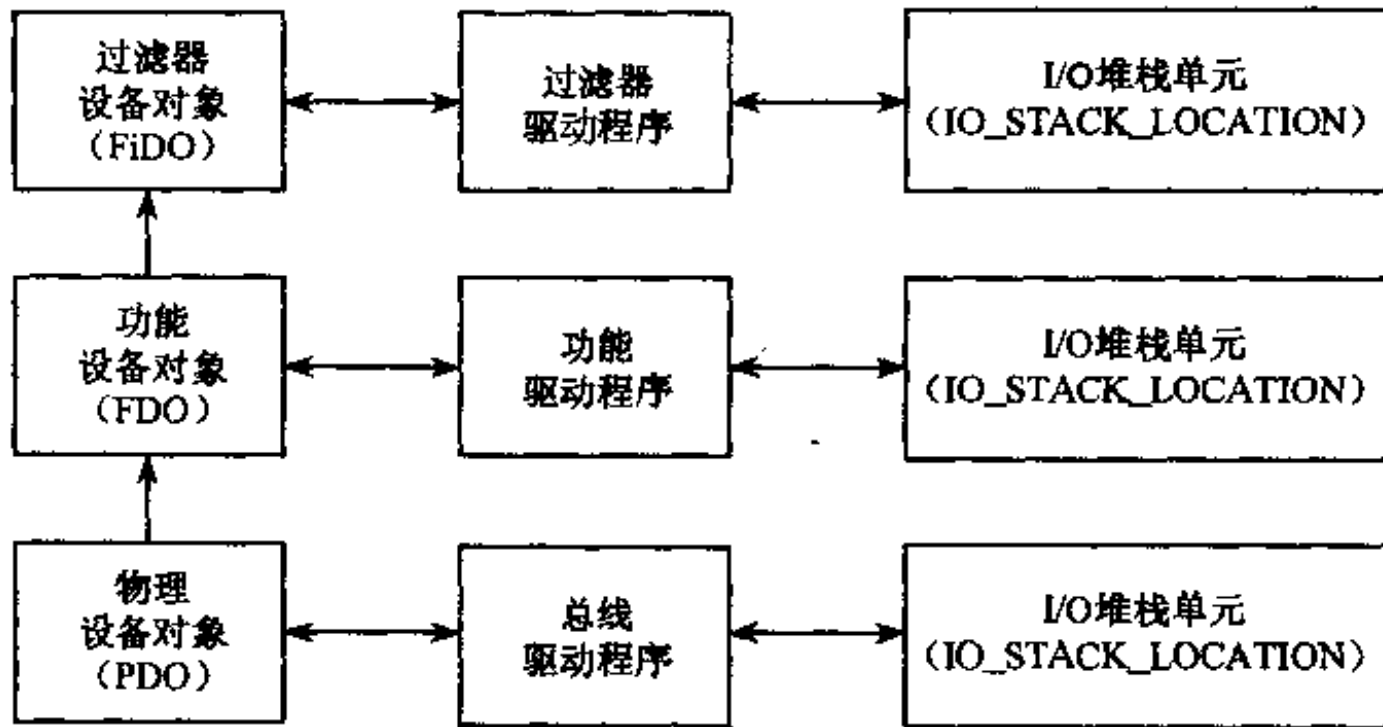 过滤器
设备对象
（FiDO）
过滤器
驱动程序
I/O堆栈单元
（IO_STACK_LOCATION）
功能
设备对象
（FDO）
功能
驱动程序
I/O堆栈单元
（IO_STACK_LOCATION）
物理
设备对象
（PDO）
总线
驱动程序
I/O堆栈单元
（IO_STACK_LOCATION）